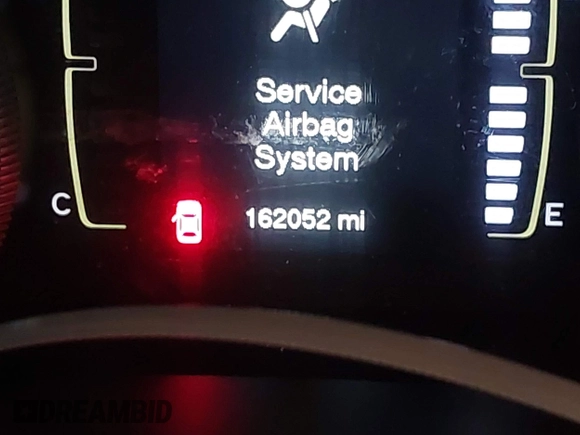 Service
Airbag
System
C
162052 mi
E
DREAMBID